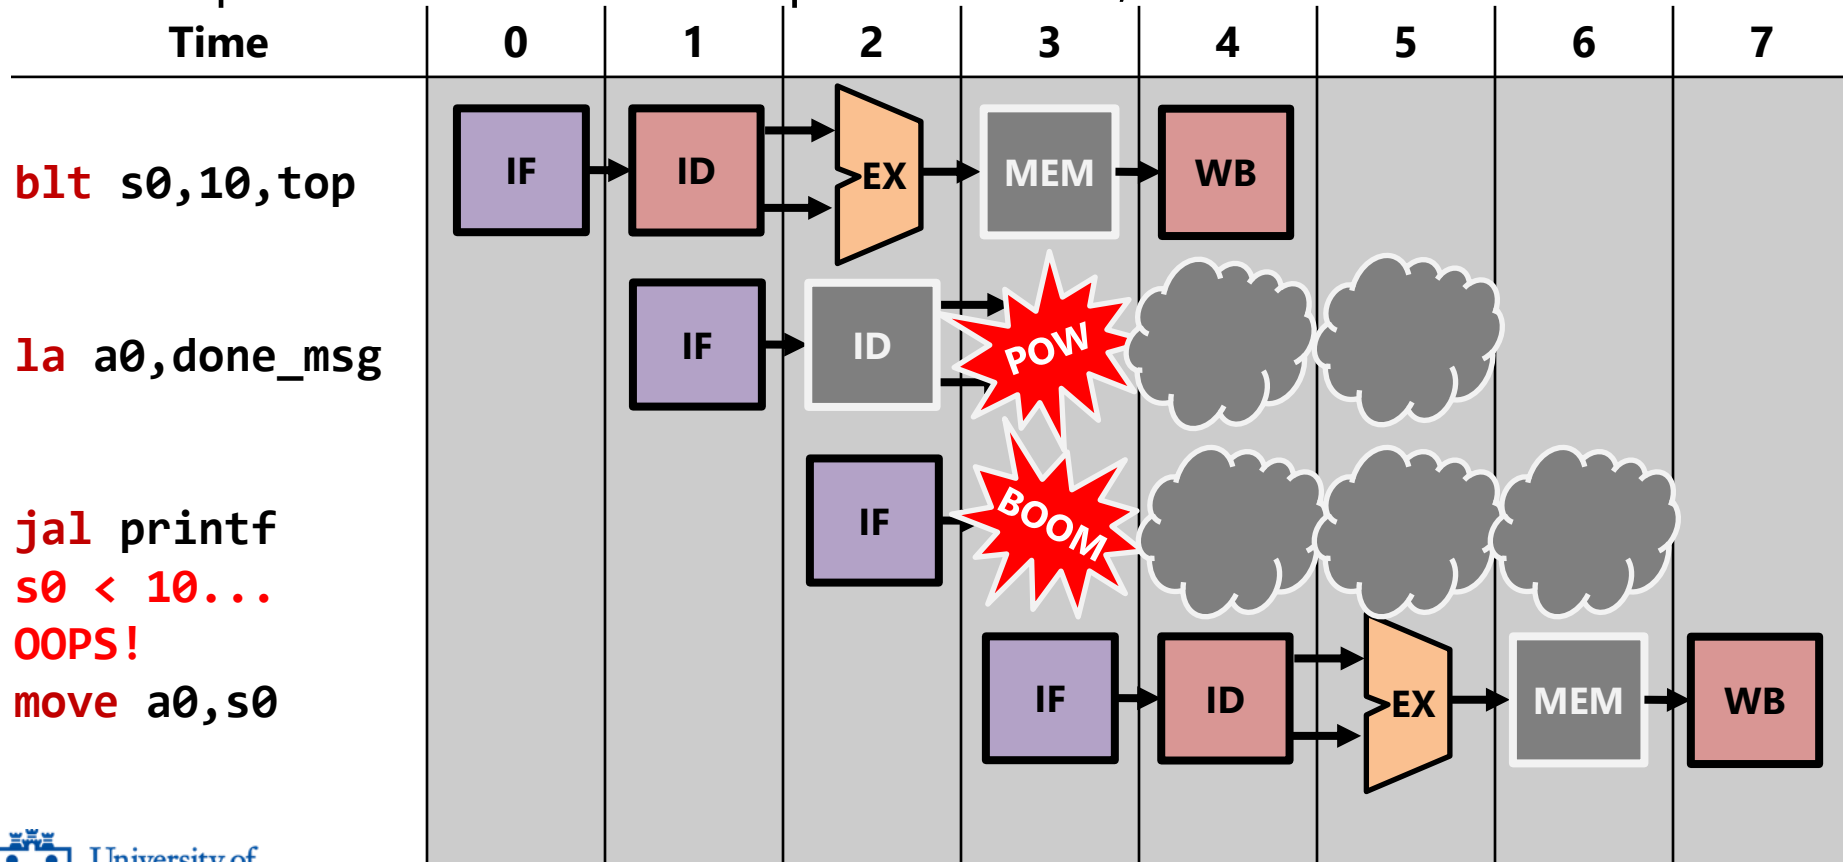 Time 0 1 2 3 4 5 6 7
blt s0,10,top IF ID EX MEM WB
la a0,done_msg IF ID POW
jal printf IF BOOM
s0 < 10...
OOPS!
move a0,s0 IF ID EX MEM WB
University of